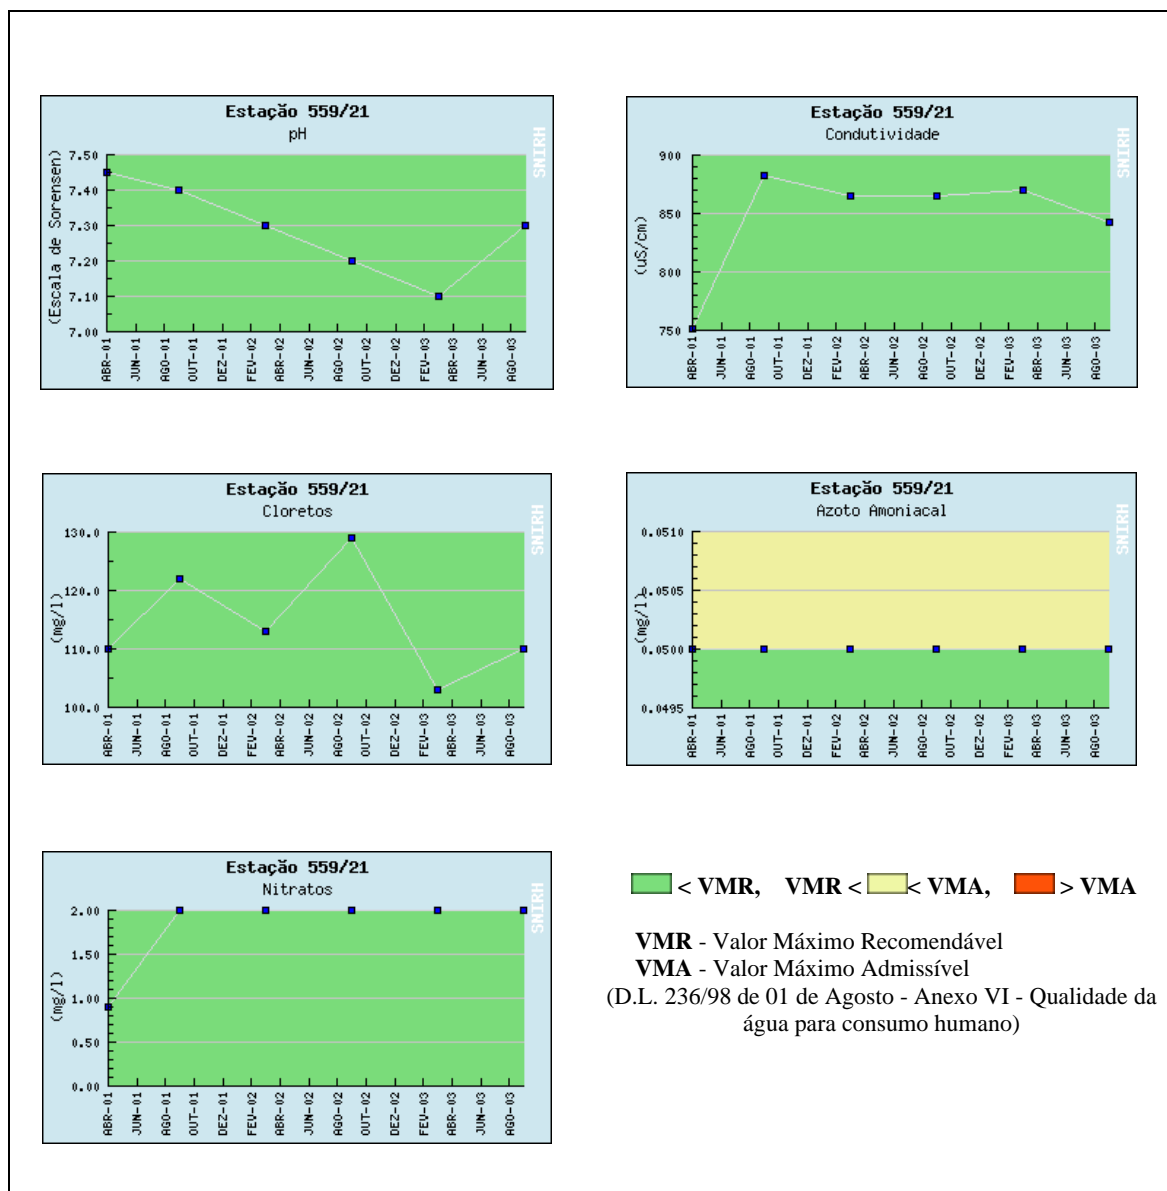 Estação 559/21
pH
SNIRH
(Escala de Sorensen)
7.50
7.40
7.30
7.20
7.10
7.00
ABR-01
JUN-01
AGO-01
OUT-01
DEZ-01
FEV-02
ABR-02
JUN-02
AGO-02
OUT-02
DEZ-02
FEV-03
ABR-03
JUN-03
AGO-03
Estação 559/21
Condutividade
SNIRH
(uS/cm)
900
850
800
750
ABR-01
JUN-01
AGO-01
OUT-01
DEZ-01
FEV-02
ABR-02
JUN-02
AGO-02
OUT-02
DEZ-02
FEV-03
ABR-03
JUN-03
AGO-03
Estação 559/21
Cloretos
SNIRH
(mg/l)
130.0
120.0
110.0
100.0
ABR-01
JUN-01
AGO-01
OUT-01
DEZ-01
FEV-02
ABR-02
JUN-02
AGO-02
OUT-02
DEZ-02
FEV-03
ABR-03
JUN-03
AGO-03
Estação 559/21
Azoto Amoniacal
SNIRH
(mg/l)
0.0510
0.0505
0.0500
0.0495
ABR-01
JUN-01
AGO-01
OUT-01
DEZ-01
FEV-02
ABR-02
JUN-02
AGO-02
OUT-02
DEZ-02
FEV-03
ABR-03
JUN-03
AGO-03
Estação 559/21
Nitratos
SNIRH
(mg/l)
2.00
1.50
1.00
0.50
0.00
ABR-01
JUN-01
AGO-01
OUT-01
DEZ-01
FEV-02
ABR-02
JUN-02
AGO-02
OUT-02
DEZ-02
FEV-03
ABR-03
JUN-03
AGO-03
< VMR, VMR < < VMA, > VMA
VMR - Valor Máximo Recomendável
VMA - Valor Máximo Admissível
(D.L. 236/98 de 01 de Agosto - Anexo VI - Qualidade da
água para consumo humano)